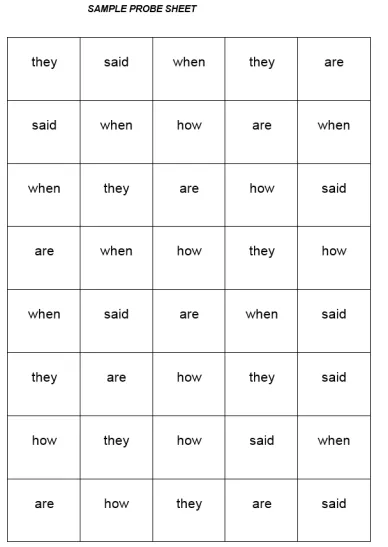 SAMPLE PROBE SHEET
they said when they are
said when how are when
when they are how said
are when how they how
when said are when said
they are how they said
how they how said when
are how they are said